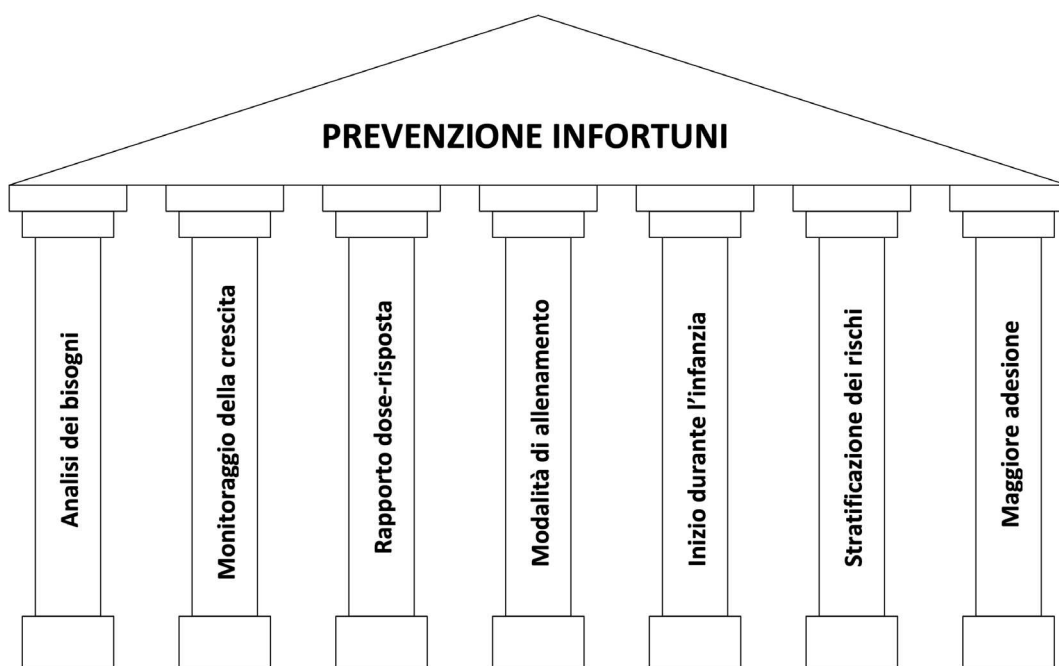 PREVENZIONE INFORTUNI
Analisi dei bisogni
Monitoraggio della crescita
Rapporto dose-risposta
Modalità di allenamento
Inizio durante l’infanzia
Stratificazione dei rischi
Maggiore adesione